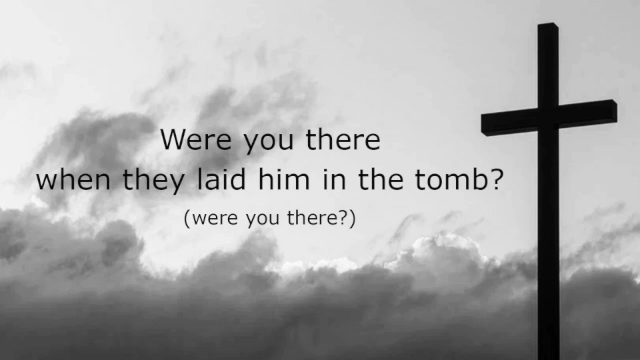 Were you there
when they laid him in the tomb?
(were you there?)